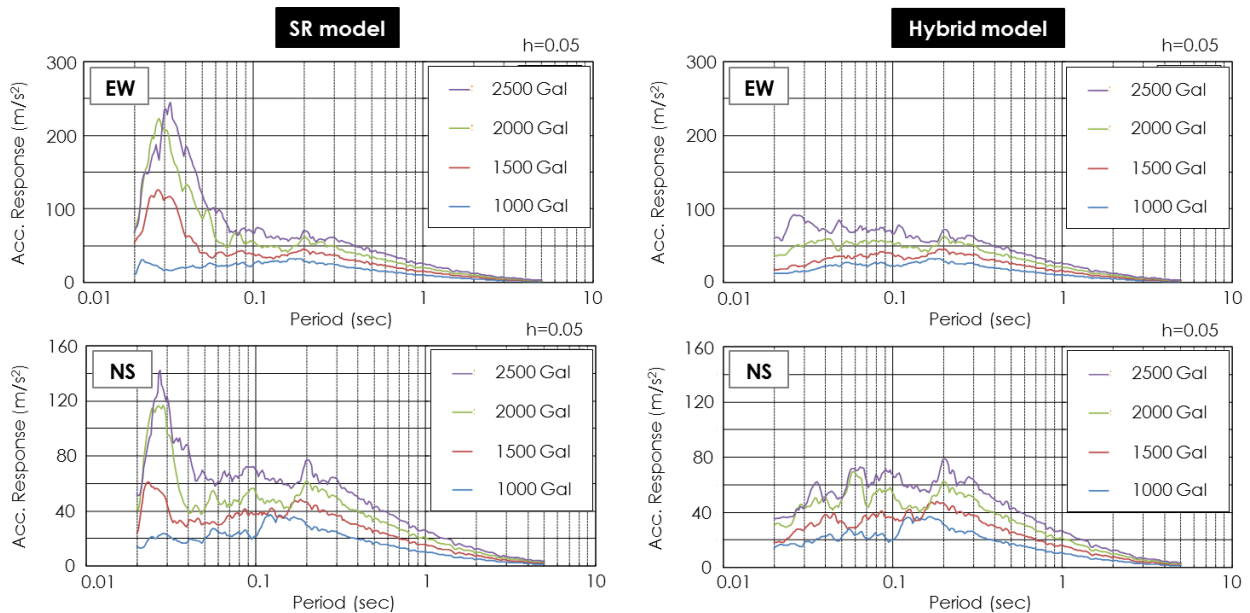 SR model
h=0.05
EW
2500 Gal
2000 Gal
1500 Gal
1000 Gal
Acc. Response (m/s²)
300
200
100
0
0.01
0.1
1
10
Period (sec)
Hybrid model
h=0.05
EW
2500 Gal
2000 Gal
1500 Gal
1000 Gal
Acc. Response (m/s²)
300
200
100
0
0.01
0.1
1
10
Period (sec)
h=0.05
NS
2500 Gal
2000 Gal
1500 Gal
1000 Gal
Acc. Response (m/s²)
160
120
80
40
0
0.01
0.1
1
10
Period (sec)
h=0.05
NS
2500 Gal
2000 Gal
1500 Gal
1000 Gal
Acc. Response (m/s²)
160
120
80
40
0
0.01
0.1
1
10
Period (sec)